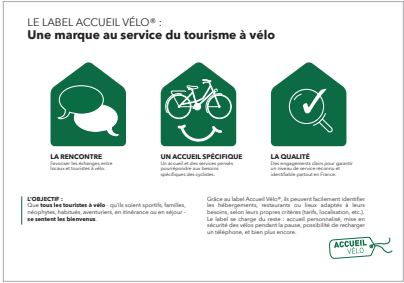 LE LABEL ACCUEIL VÉLO® :
Une marque au service du tourisme à vélo
LA RENCONTRE
Favoriser les échanges entre
locaux et touristes à vélo.
UN ACCUEIL SPÉCIFIQUE
Un accueil et des services pensés
pour répondre aux besoins
spécifiques des cyclistes.
LA QUALITÉ
Des engagements clairs pour garantir
un niveau de service reconnu et
identifiable partout en France.
L'OBJECTIF :
Que tous les touristes à vélo - qu'ils soient sportifs, familles,
néophytes, habitués, aventuriers, en itinérance ou en séjour -
se sentent les bienvenus.
Grâce au label Accueil Vélo®, ils peuvent facilement identifier
les hébergements, restaurants ou lieux adaptés à leurs
besoins, selon leurs propres critères (tarifs, localisation, etc.).
Le label se charge du reste : accueil personnalisé, mise en
sécurité des vélos pendant la pause, possibilité de recharger
un téléphone, et bien plus encore.
ACCUEIL
VÉLO